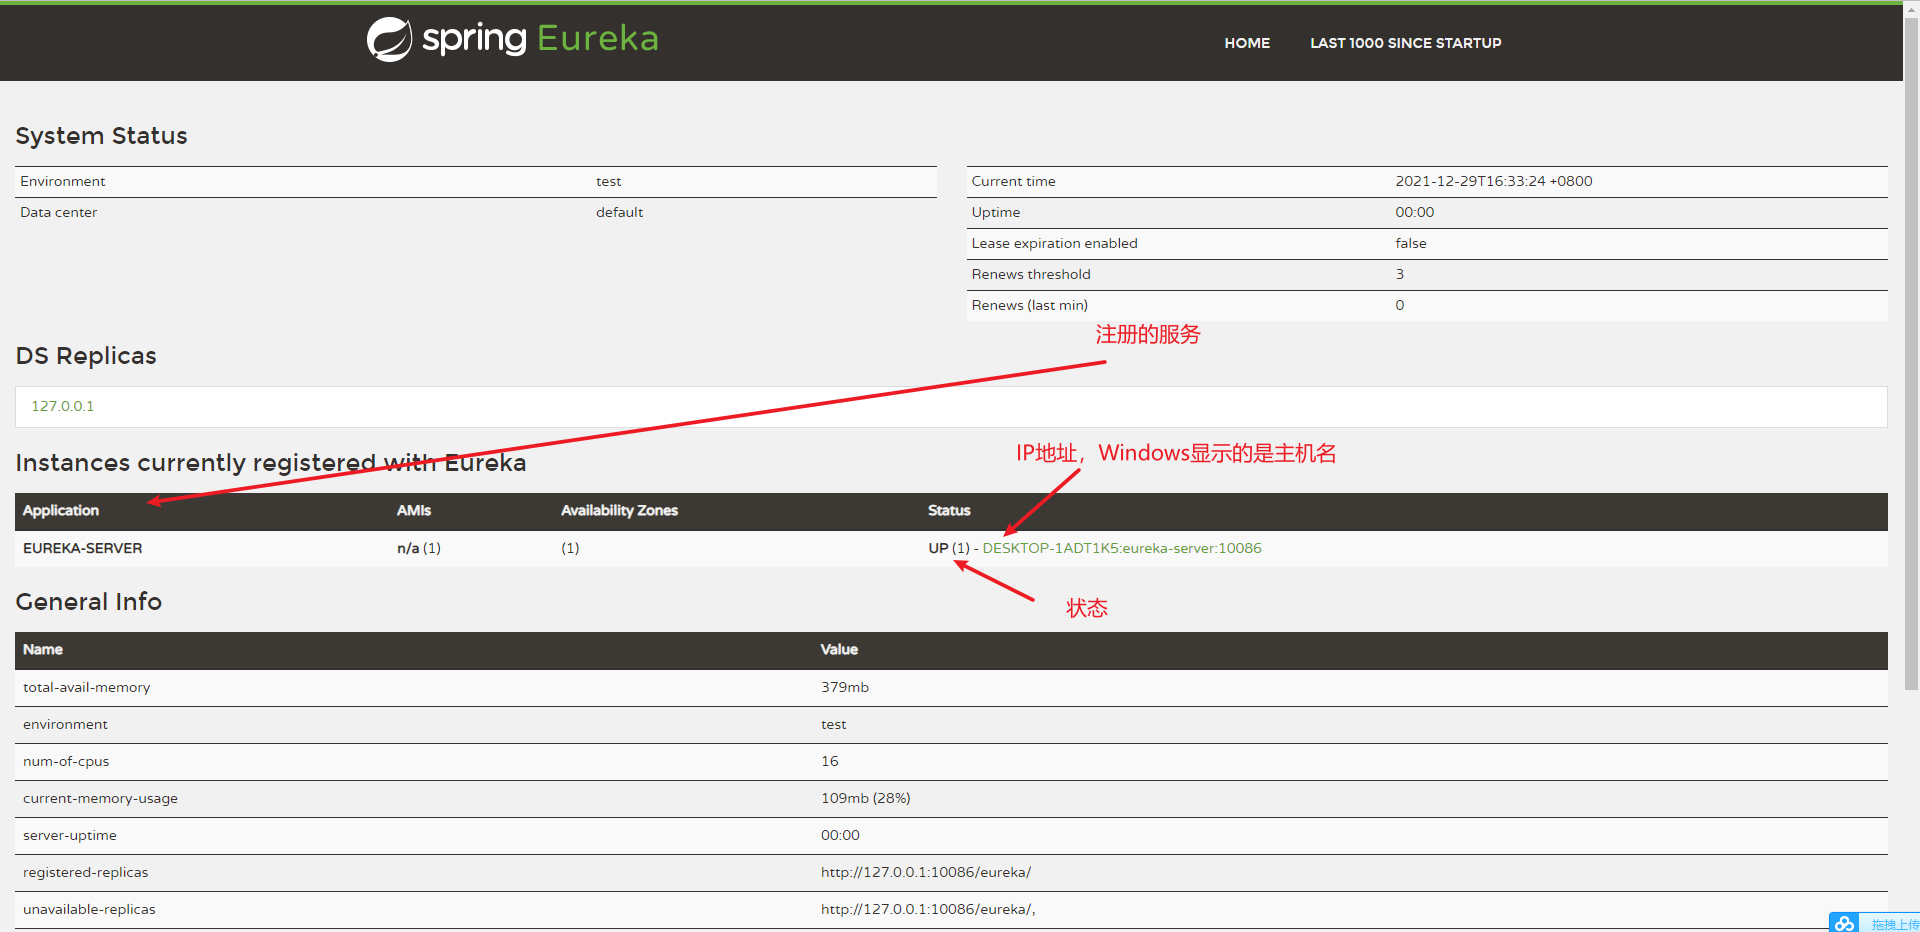 spring Eureka
HOME LAST 1000 SINCE STARTUP
System Status
Environment test
Data center default
Current time 2021-12-29T16:33:24 +0800
Uptime 00:00
Lease expiration enabled false
Renews threshold 3
Renews (last min) 0
注册的服务
DS Replicas
127.0.0.1
Instances currently registered with Eureka
IP地址，Windows显示的是主机名
Application AMIs Availability Zones Status
EUREKA-SERVER n/a (1) (1) UP (1) - DESKTOP-1ADT1K5:eureka-server:10086
状态
General Info
Name Value
total-avail-memory 379mb
environment test
num-of-cpus 16
current-memory-usage 109mb (28%)
server-uptime 00:00
registered-replicas http://127.0.0.1:10086/eureka/
unavailable-replicas http://127.0.0.1:10086/eureka/,
拖拽上传